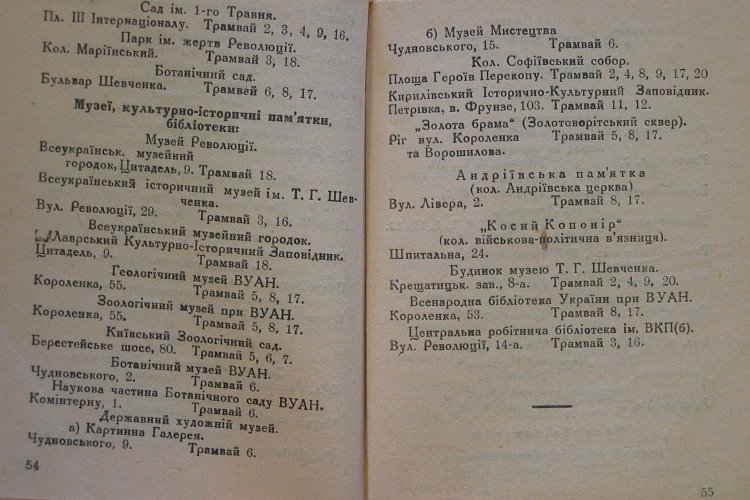 Сад ім. 1-го Травня.
Пл. III Інтернаціоналу. Трамвай 2, 3, 4, 9, 16.
Парк ім. жертв Революції.
Кол. Маріїнський. Трамвай 3, 18.
Ботанічний сад.
Бульвар Шевченка. Трамвай 6, 8, 17.
Музеї, культурно-історичні пам'ятки,
бібліотеки:
Музей Революції.
Всеукраїнськ. музейний
городок, Цитадель, 9. Трамвай 18.
Всеукраїнський історичний музей ім. Т. Г. Шев-
ченка.
Вул. Революції, 29. Трамвай 3, 16.
Всеукраїнський музейний городок.
Лаврський Культурно-Історичний Заповідник.
Цитадель, 9. Трамвай 18.
Геологічний музей ВУАН.
Короленка, 55. Трамвай 5, 8, 17.
Зоологічний музей при ВУАН.
Короленка, 55. Трамвай 5, 8, 17.
Київський Зоологічний сад.
Берестейське шосе, 80. Трамвай 5, 6, 7.
Ботанічний музей ВУАН.
Чудновського, 2. Трамвай 6.
Наукова частина Ботанічного саду ВУАН.
Комінтерну, 1. Трамвай 6.
Державний художній музей.
а) Картинна Галерея.
Чудновського, 9. Трамвай 6.
54
б) Музей Мистецтва
Чудновського, 15. Трамвай 6.
Кол. Софіївський собор.
Площа Героїв Перекопу. Трамвай 2, 4, 8, 9, 17, 20
Кирилівський Історично-Культурний Заповідник.
Петрівка, в. Фрунзе, 103. Трамвай 11, 12.
„Золота брама" (Золотоворітський сквер).
Ріг вул. Короленка Трамвай 5, 8, 17.
та Ворошилова.
Андріївська пам'ятка
(кол. Андріївська церква)
Вул. Лівера, 2. Трамвай 8, 17.
„Косий Копонір"
(кол. військова-політична в'язниця).
Шпитальна, 24.
Будинок музею Т. Г. Шевченка.
Крещатицьк. зав., 8-а. Трамвай 2, 4, 9, 20.
Всенародна бібліотека України при ВУАН.
Короленка, 53. Трамвай 8, 17.
Центральна робітнича бібліотека ім. ВКП(б).
Вул. Революції, 14-а. Трамвай 3, 16.
55